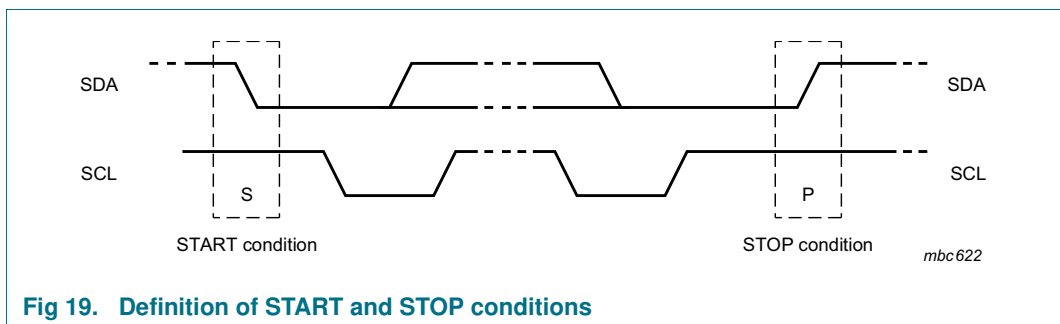 SDA SDA
SCL SCL
S P
START condition STOP condition
mbc622
Fig 19. Definition of START and STOP conditions